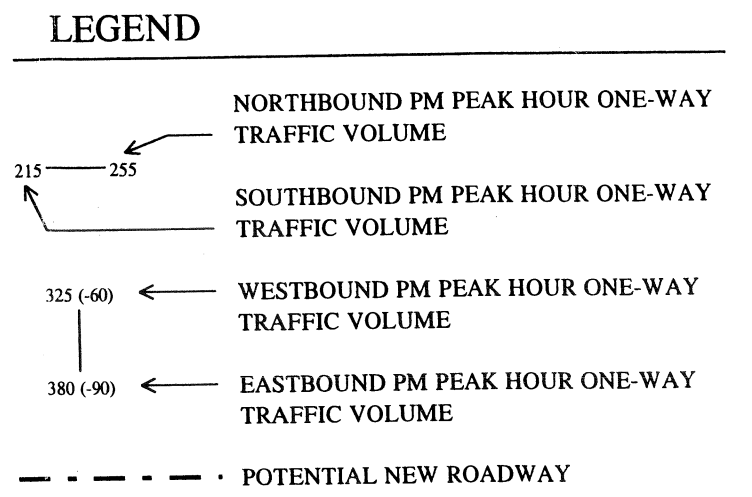 LEGEND
NORTHBOUND PM PEAK HOUR ONE-WAY
TRAFFIC VOLUME
215 255
SOUTHBOUND PM PEAK HOUR ONE-WAY
TRAFFIC VOLUME
325 (-60) WESTBOUND PM PEAK HOUR ONE-WAY
TRAFFIC VOLUME
380 (-90) EASTBOUND PM PEAK HOUR ONE-WAY
TRAFFIC VOLUME
POTENTIAL NEW ROADWAY